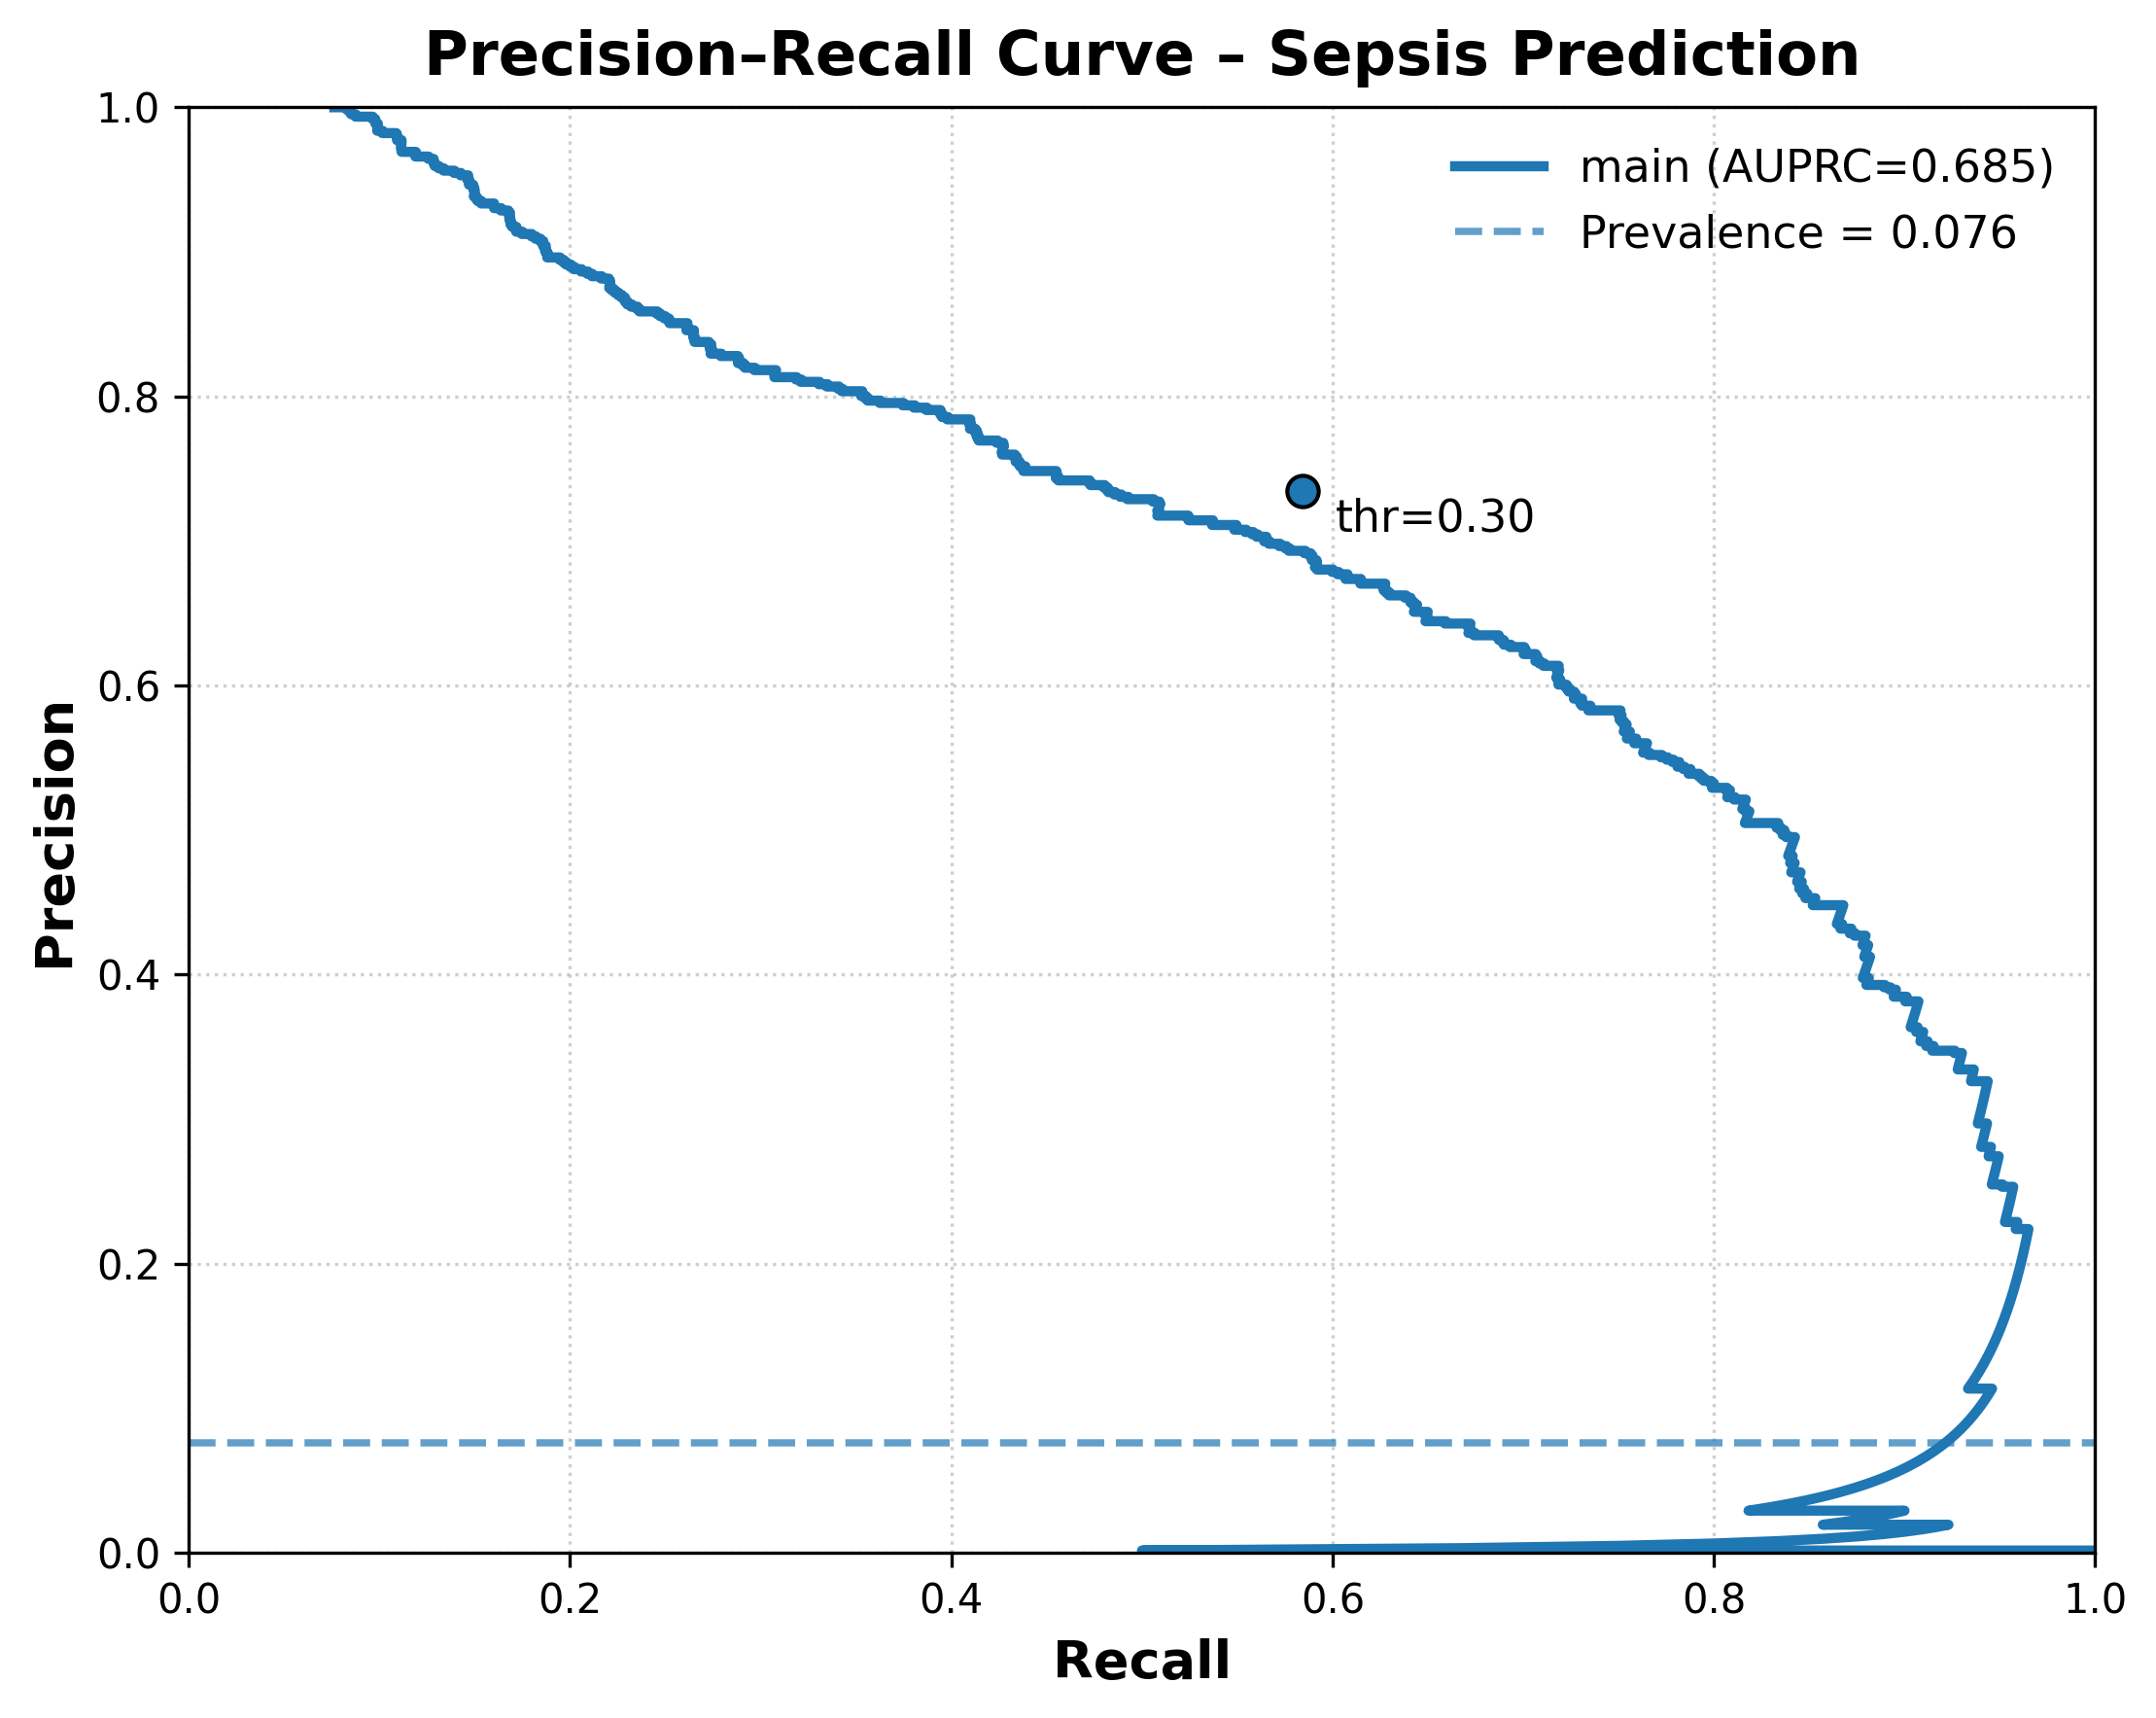 Precision–Recall Curve – Sepsis Prediction
main (AUPRC=0.685)
Prevalence = 0.076
thr=0.30
Precision
1.0
0.8
0.6
0.4
0.2
0.0
0.0 0.2 0.4 0.6 0.8 1.0
Recall